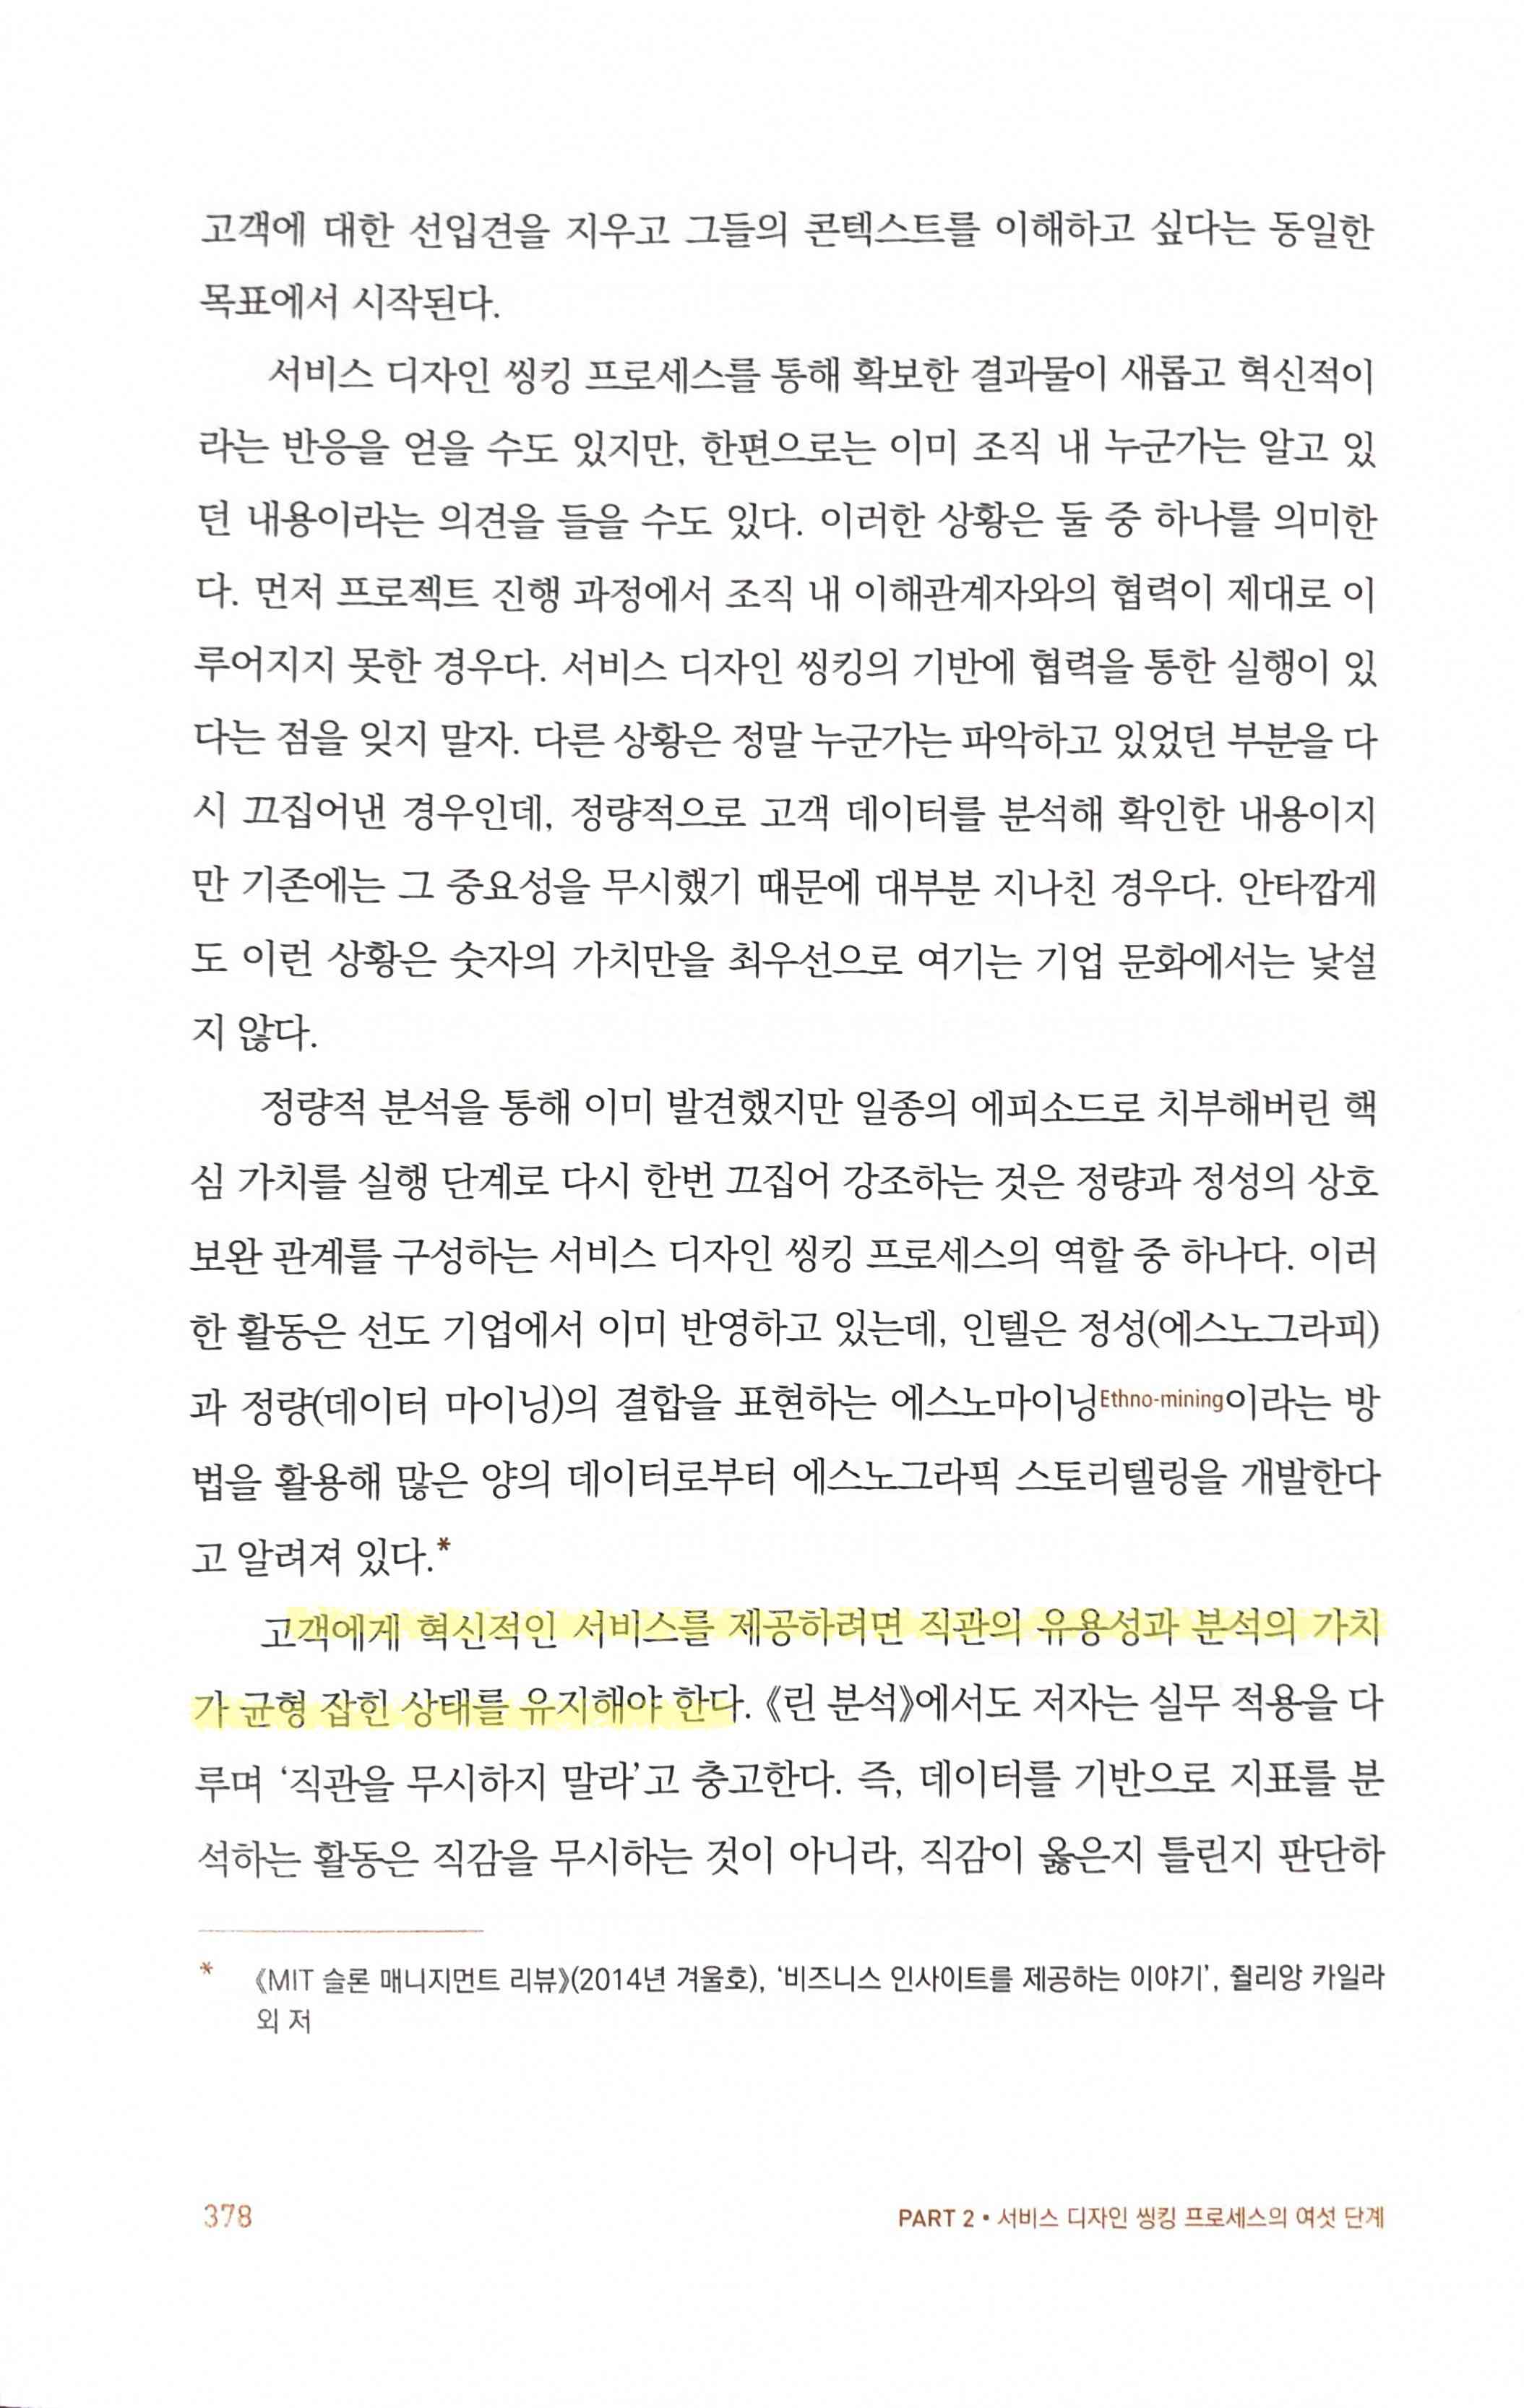 고객에 대한 선입견을 지우고 그들의 콘텍스트를 이해하고 싶다는 동일한
목표에서 시작된다.
서비스 디자인 씽킹 프로세스를 통해 확보한 결과물이 새롭고 혁신적이
라는 반응을 얻을 수도 있지만, 한편으로는 이미 조직 내 누군가는 알고 있
던 내용이라는 의견을 들을 수도 있다. 이러한 상황은 둘 중 하나를 의미한
다. 먼저 프로젝트 진행 과정에서 조직 내 이해관계자와의 협력이 제대로 이
루어지지 못한 경우다. 서비스 디자인 씽킹의 기반에 협력을 통한 실행이 있
다는 점을 잊지 말자. 다른 상황은 정말 누군가는 파악하고 있었던 부분을 다
시 끄집어낸 경우인데, 정량적으로 고객 데이터를 분석해 확인한 내용이지
만 기존에는 그 중요성을 무시했기 때문에 대부분 지나친 경우다. 안타깝게
도 이런 상황은 숫자의 가치만을 최우선으로 여기는 기업 문화에서는 낯설
지 않다.
정량적 분석을 통해 이미 발견했지만 일종의 에피소드로 치부해버린 핵
심 가치를 실행 단계로 다시 한번 끄집어 강조하는 것은 정량과 정성의 상호
보완 관계를 구성하는 서비스 디자인 씽킹 프로세스의 역할 중 하나다. 이러
한 활동은 선도 기업에서 이미 반영하고 있는데, 인텔은 정성(에스노그라피)
과 정량(데이터 마이닝)의 결합을 표현하는 에스노마이닝Ethno-mining이라는 방
법을 활용해 많은 양의 데이터로부터 에스노그라픽 스토리텔링을 개발한다
고 알려져 있다.*
고객에게 혁신적인 서비스를 제공하려면 직관의 유용성과 분석의 가치
가 균형 잡힌 상태를 유지해야 한다. 《린 분석》에서도 저자는 실무 적용을 다
루며 ‘직관을 무시하지 말라’고 충고한다. 즉, 데이터를 기반으로 지표를 분
석하는 활동은 직감을 무시하는 것이 아니라, 직감이 옳은지 틀린지 판단하
* 《MIT 슬론 매니지먼트 리뷰》(2014년 겨울호), ‘비즈니스 인사이트를 제공하는 이야기’, 쥘리앙 카일라
외 저
378
PART 2 • 서비스 디자인 씽킹 프로세스의 여섯 단계